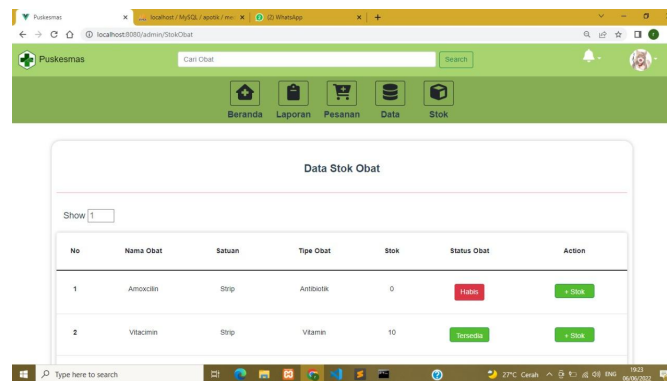 Puskesmas
localhost / MySQL / apotik /
(2) WhatsApp
localhost:8080/admin/StokObat
Puskesmas
Cari Obat
Search
Beranda Laporan Pesanan Data Stok
Data Stok Obat
Show 1
No Nama Obat Satuan Tipe Obat Stok Status Obat Action
1 Amoxcilin Strip Antibiotik 0 Habis + Stok
2 Vitacimin Strip Vitamin 10 Tersedia + Stok
Type here to search
27°C Cerah
ENG
19:23
06/06/2022